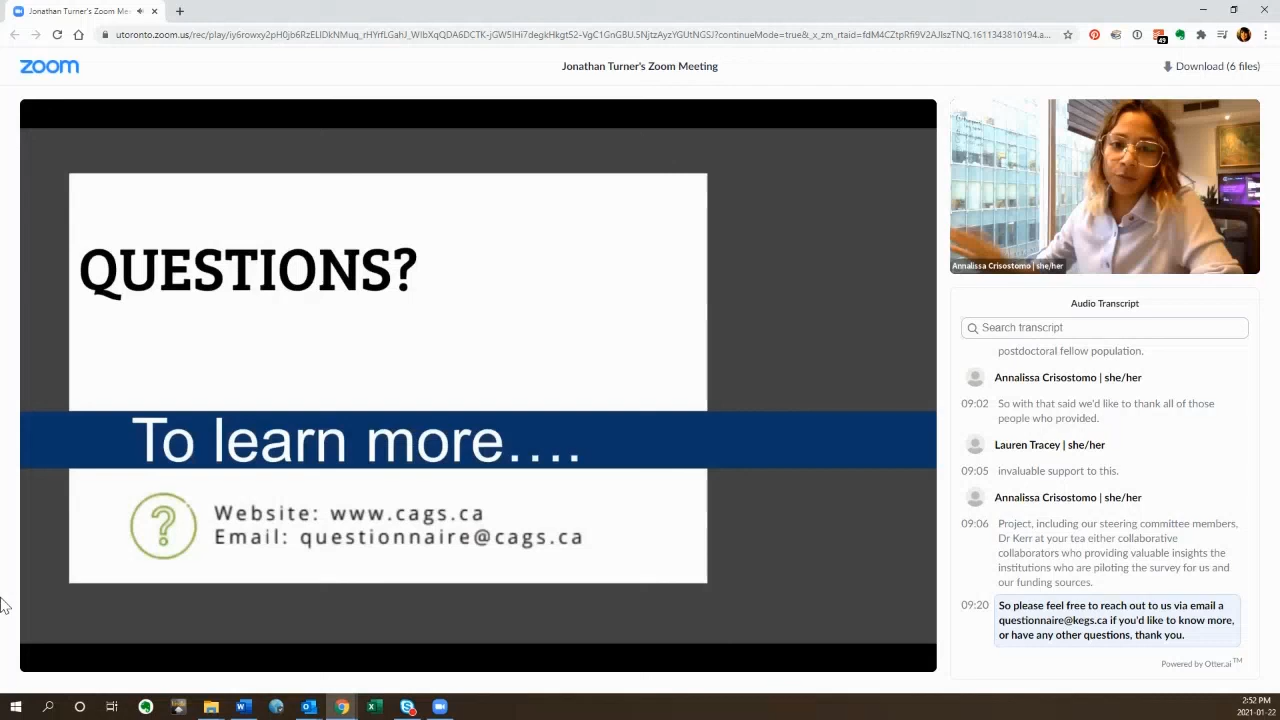 Jonathan Turner's Zoom Me
zoom
Jonathan Turner's Zoom Meeting
Download (6 files)
QUESTIONS?
To learn more....
Website: www.cags.ca
Email: questionnaire@cags.ca
Annalissa Crisostomo | she/her
Audio Transcript
Search transcript
postdoctoral fellow population.
Annalissa Crisostomo | she/her
09:02 So with that said we'd like to thank all of those
people who provided.
Lauren Tracey | she/her
09:05 invaluable support to this.
Annalissa Crisostomo | she/her
09:06 Project, including our steering committee members,
Dr Kerr at your tea either collaborative
collaborators who providing valuable insights the
institutions who are piloting the survey for us and
our funding sources.
09:20 So please feel free to reach out to us via email a
questionnaire@kegs.ca if you'd like to know more,
or have any other questions, thank you.
Powered by Otter.ai TM
49
2:52 PM
2021-01-22